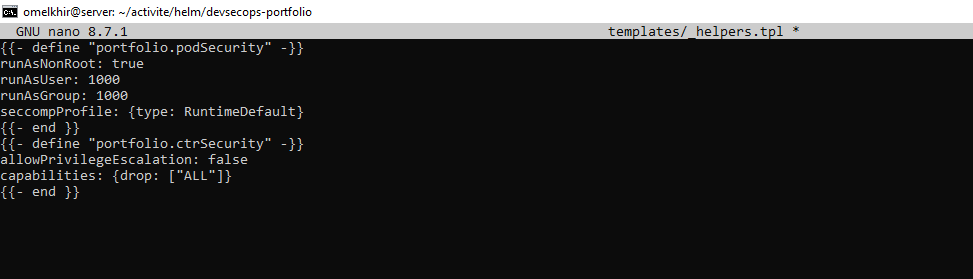 omelkhir@server: ~/activite/helm/devsecops-portfolio
GNU nano 8.7.1 templates/_helpers.tpl *
{{- define "portfolio.podSecurity" -}}
runAsNonRoot: true
runAsUser: 1000
runAsGroup: 1000
seccompProfile: {type: RuntimeDefault}
{{- end }}
{{- define "portfolio.ctrSecurity" -}}
allowPrivilegeEscalation: false
capabilities: {drop: ["ALL"]}
{{- end }}